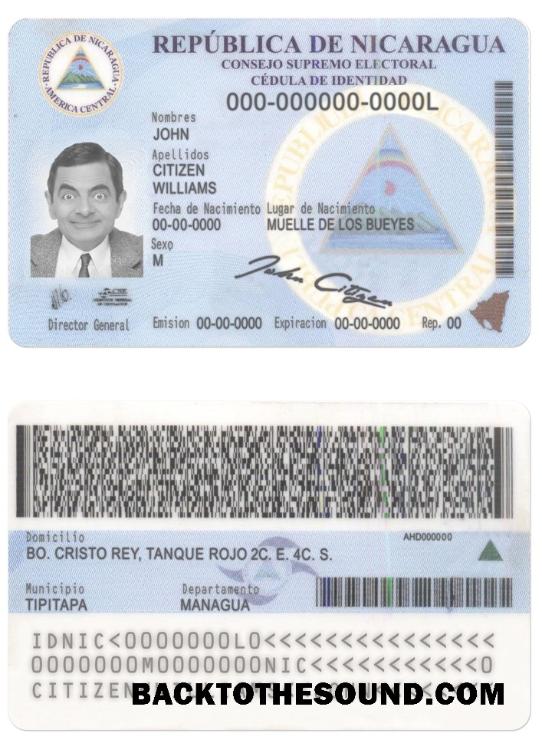 REPÚBLICA DE NICARAGUA · AMERICA CENTRAL ·
REPÚBLICA DE NICARAGUA
CONSEJO SUPREMO ELECTORAL
CÉDULA DE IDENTIDAD
000-000000-0000L
Nombres
JOHN
Apellidos
CITIZEN
WILLIAMS
Fecha de Nacimiento Lugar de Nacimiento
00-00-0000 MUELLE DE LOS BUEYES
Sexo
M
John Citizen
CSE
Director General
Emision 00-00-0000 Expiracion 00-00-0000 Rep. 00
Domicilio
BO. CRISTO REY, TANQUE ROJO 2C. E. 4C. S.
AHD000000
Municipio Departamento
TIPITAPA MANAGUA
IDNIC<0000000L0<<<<<<<<<<<<<<<
0000000M0000000NIC<<<<<<<<<<<0
CITIZEN
BACKTOTHESOUND.COM